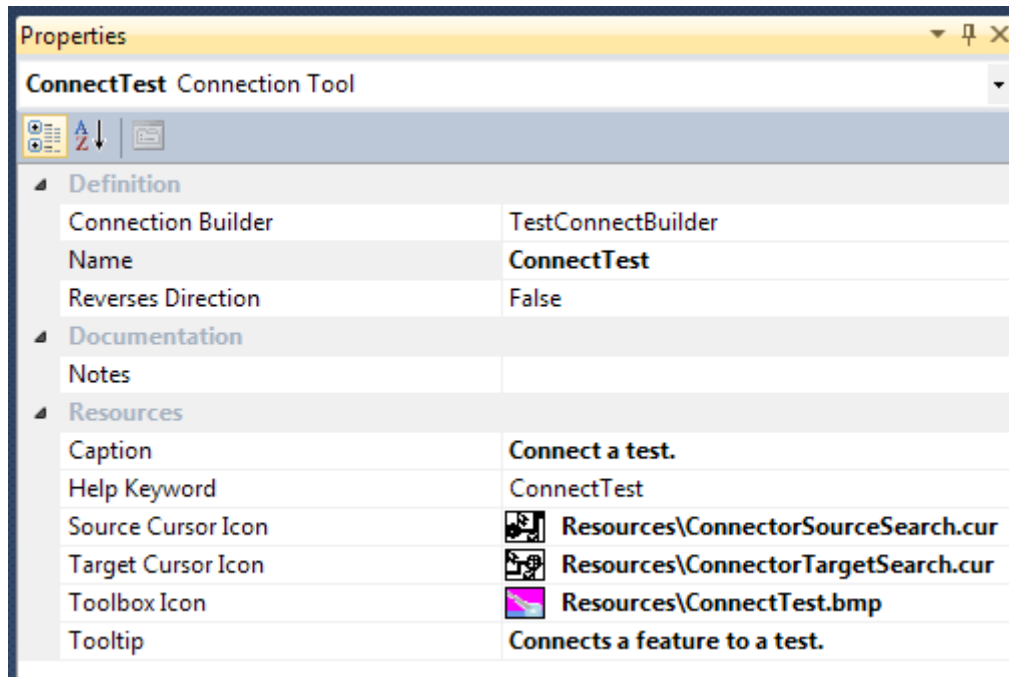 Properties
ConnectTest Connection Tool
Definition
Connection Builder TestConnectBuilder
Name ConnectTest
Reverses Direction False
Documentation
Notes
Resources
Caption Connect a test.
Help Keyword ConnectTest
Source Cursor Icon Resources\ConnectorSourceSearch.cur
Target Cursor Icon Resources\ConnectorTargetSearch.cur
Toolbox Icon Resources\ConnectTest.bmp
Tooltip Connects a feature to a test.